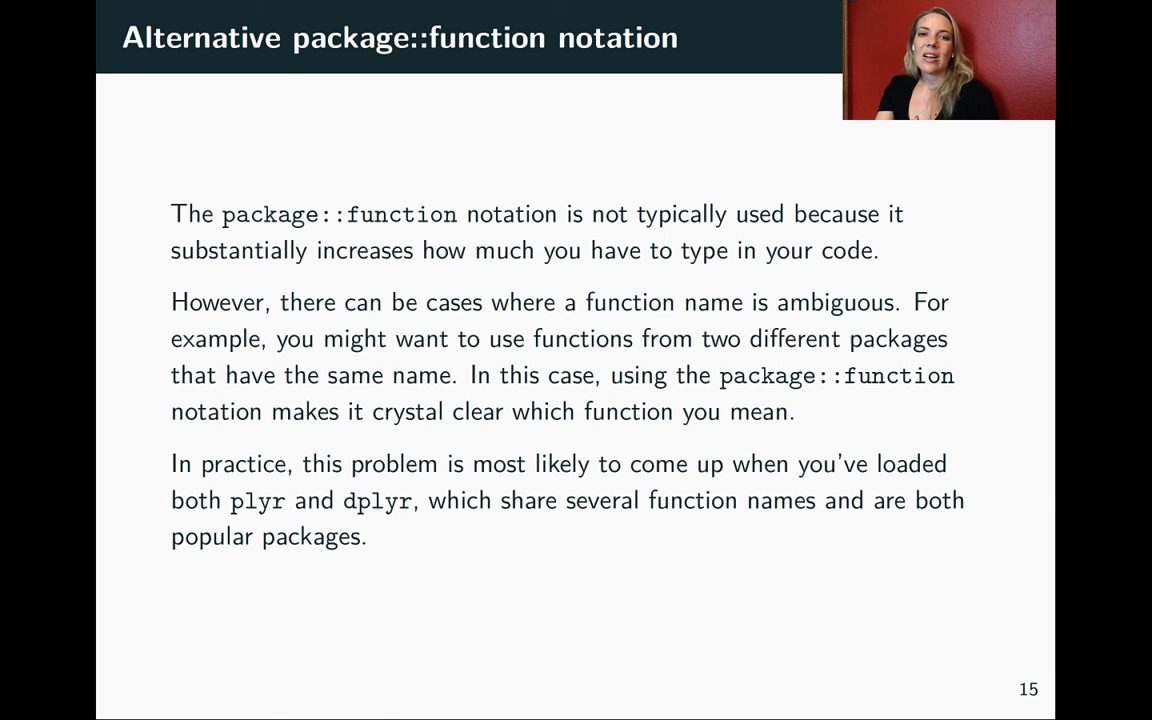 Alternative package::function notation
The package::function notation is not typically used because it
substantially increases how much you have to type in your code.
However, there can be cases where a function name is ambiguous. For
example, you might want to use functions from two different packages
that have the same name. In this case, using the package::function
notation makes it crystal clear which function you mean.
In practice, this problem is most likely to come up when you've loaded
both plyr and dplyr, which share several function names and are both
popular packages.
15